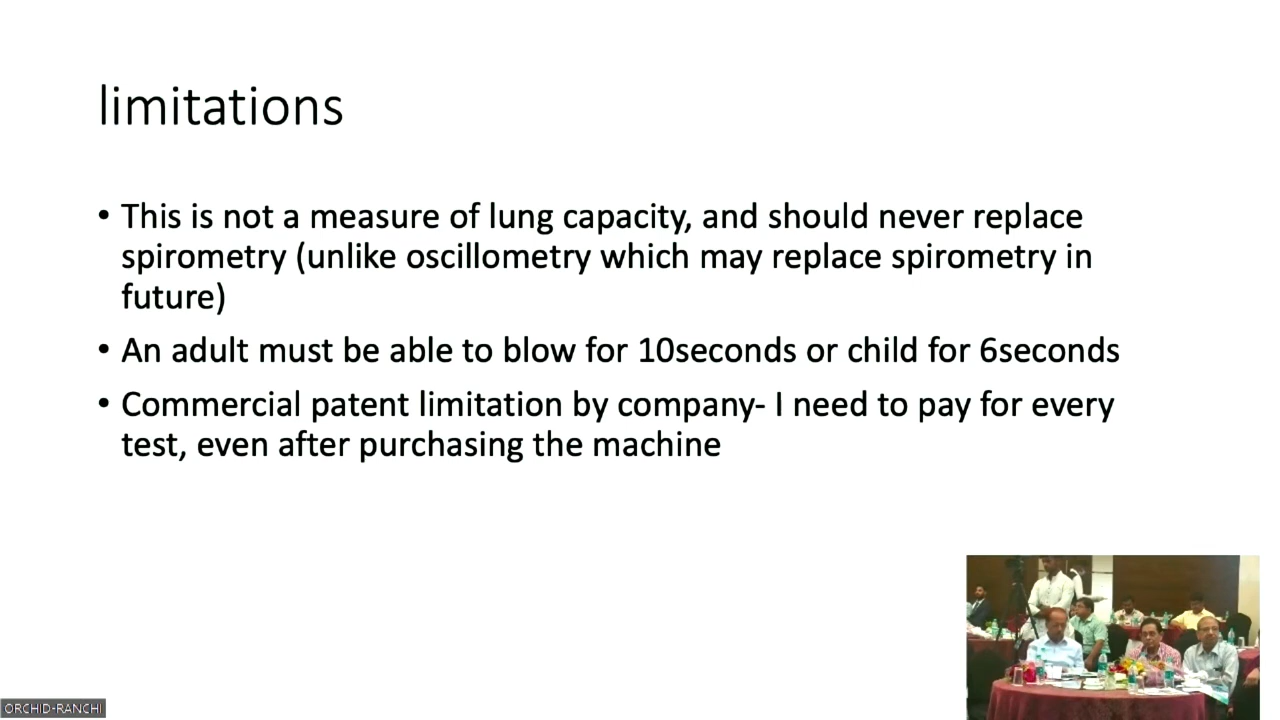 limitations
• This is not a measure of lung capacity, and should never replace
spirometry (unlike oscillometry which may replace spirometry in
future)
• An adult must be able to blow for 10seconds or child for 6seconds
• Commercial patent limitation by company- I need to pay for every
test, even after purchasing the machine
ORCHID-RANCHI